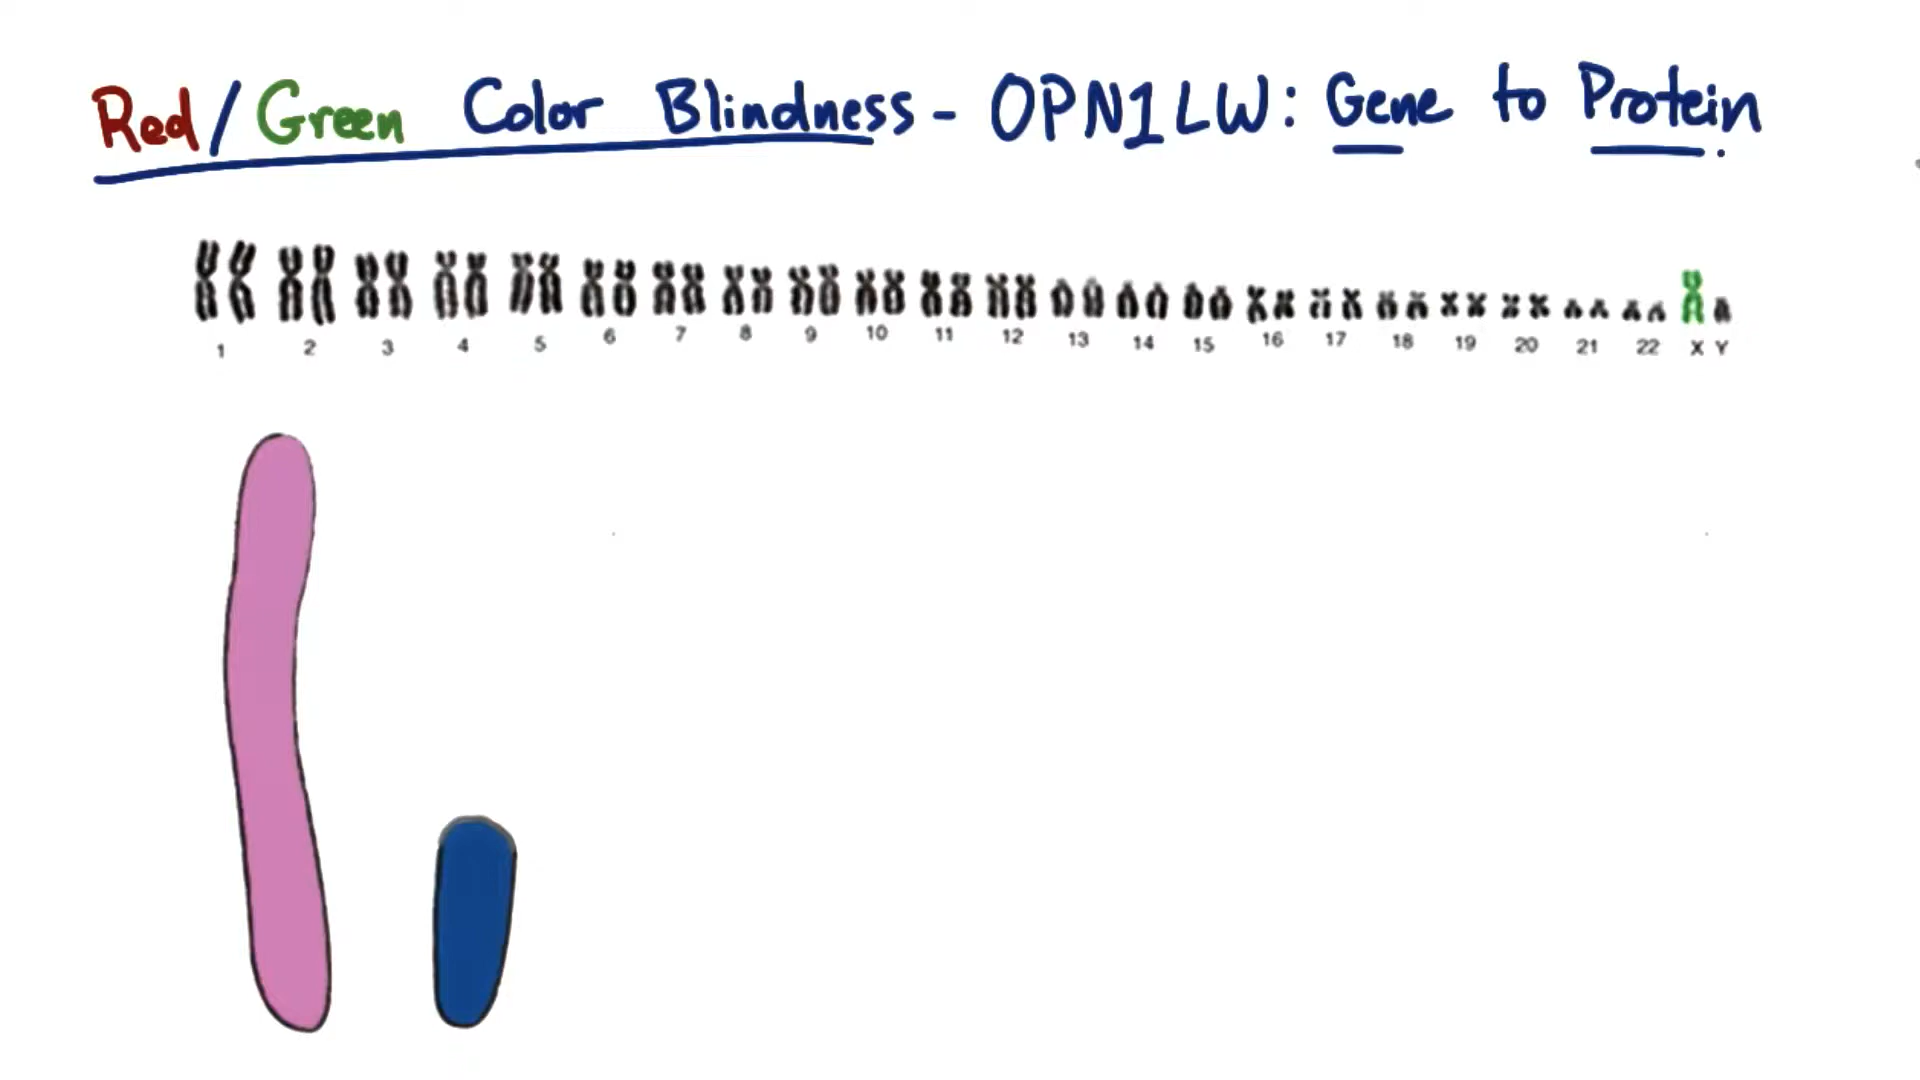 Red/Green Color Blindness - OPN1LW: Gene to Protein.
1 2 3 4 5 6 7 8 9 10 11 12 13 14 15 16 17 18 19 20 21 22 X Y